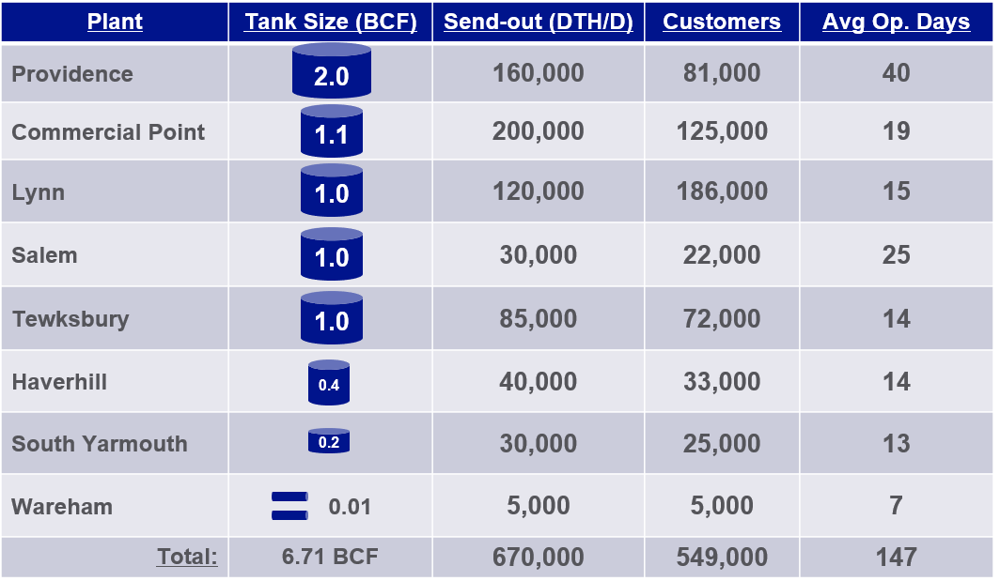 Plant Tank Size (BCF) Send-out (DTH/D) Customers Avg Op. Days
Providence 2.0 160,000 81,000 40
Commercial Point 1.1 200,000 125,000 19
Lynn 1.0 120,000 186,000 15
Salem 1.0 30,000 22,000 25
Tewksbury 1.0 85,000 72,000 14
Haverhill 0.4 40,000 33,000 14
South Yarmouth 0.2 30,000 25,000 13
Wareham 0.01 5,000 5,000 7
Total: 6.71 BCF 670,000 549,000 147